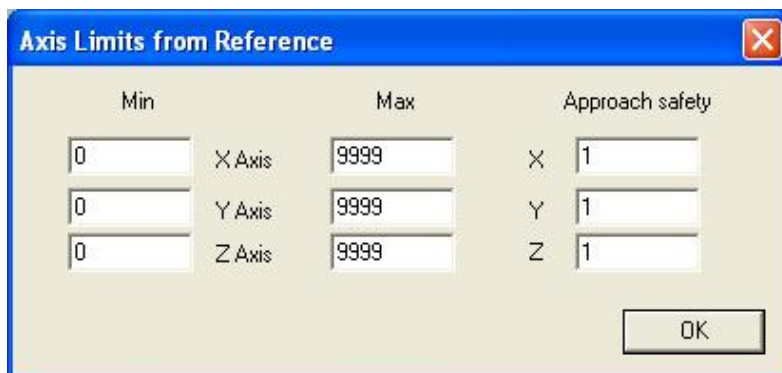 Axis Limits from Reference
Min Max Approach safety
0 X Axis 9999 X 1
0 Y Axis 9999 Y 1
0 Z Axis 9999 Z 1
OK